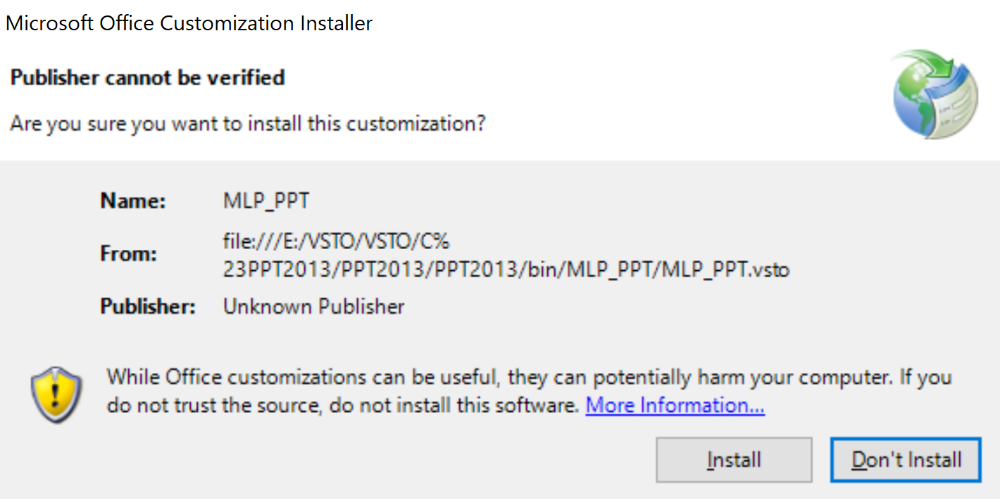 Microsoft Office Customization Installer
Publisher cannot be verified
Are you sure you want to install this customization?
Name: MLP_PPT
From: file:///E:/VSTO/VSTO/C%
23PPT2013/PPT2013/PPT2013/bin/MLP_PPT/MLP_PPT.vsto
Publisher: Unknown Publisher
While Office customizations can be useful, they can potentially harm your computer. If you
do not trust the source, do not install this software. More Information...
Install Don't Install